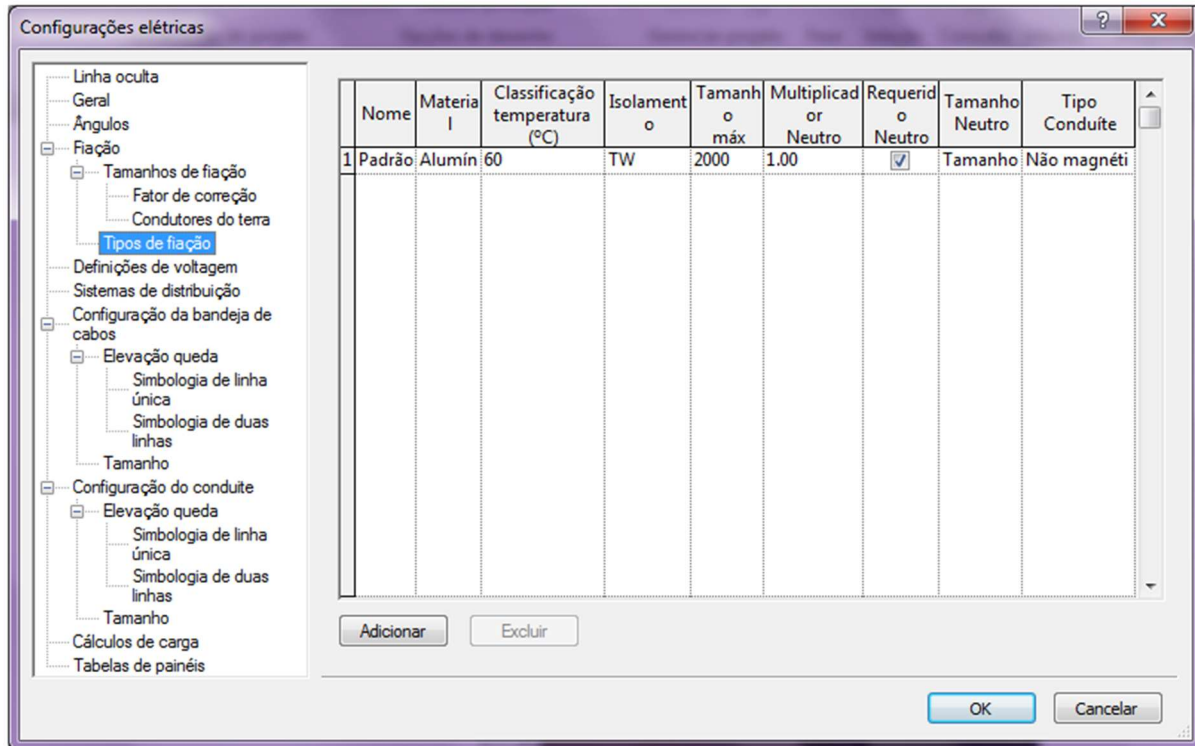 Configurações elétricas
?
X
Linha oculta
Geral
Ângulos
Fiação
Tamanhos de fiação
Fator de correção
Condutores do terra
Tipos de fiação
Definições de voltagem
Sistemas de distribuição
Configuração da bandeja de
cabos
Elevação queda
Simbologia de linha
única
Simbologia de duas
linhas
Tamanho
Configuração do conduite
Elevação queda
Simbologia de linha
única
Simbologia de duas
linhas
Tamanho
Cálculos de carga
Tabelas de painéis
Nome
Materia
l
Classificação
temperatura
(ºC)
Isolament
o
Tamanh
o
máx
Multiplicad
or
Neutro
Requerid
o
Neutro
Tamanho
Neutro
Tipo
Conduíte
1 Padrão Alumín 60 TW 2000 1.00 Tamanho Não magnéti
Adicionar
Excluir
OK
Cancelar